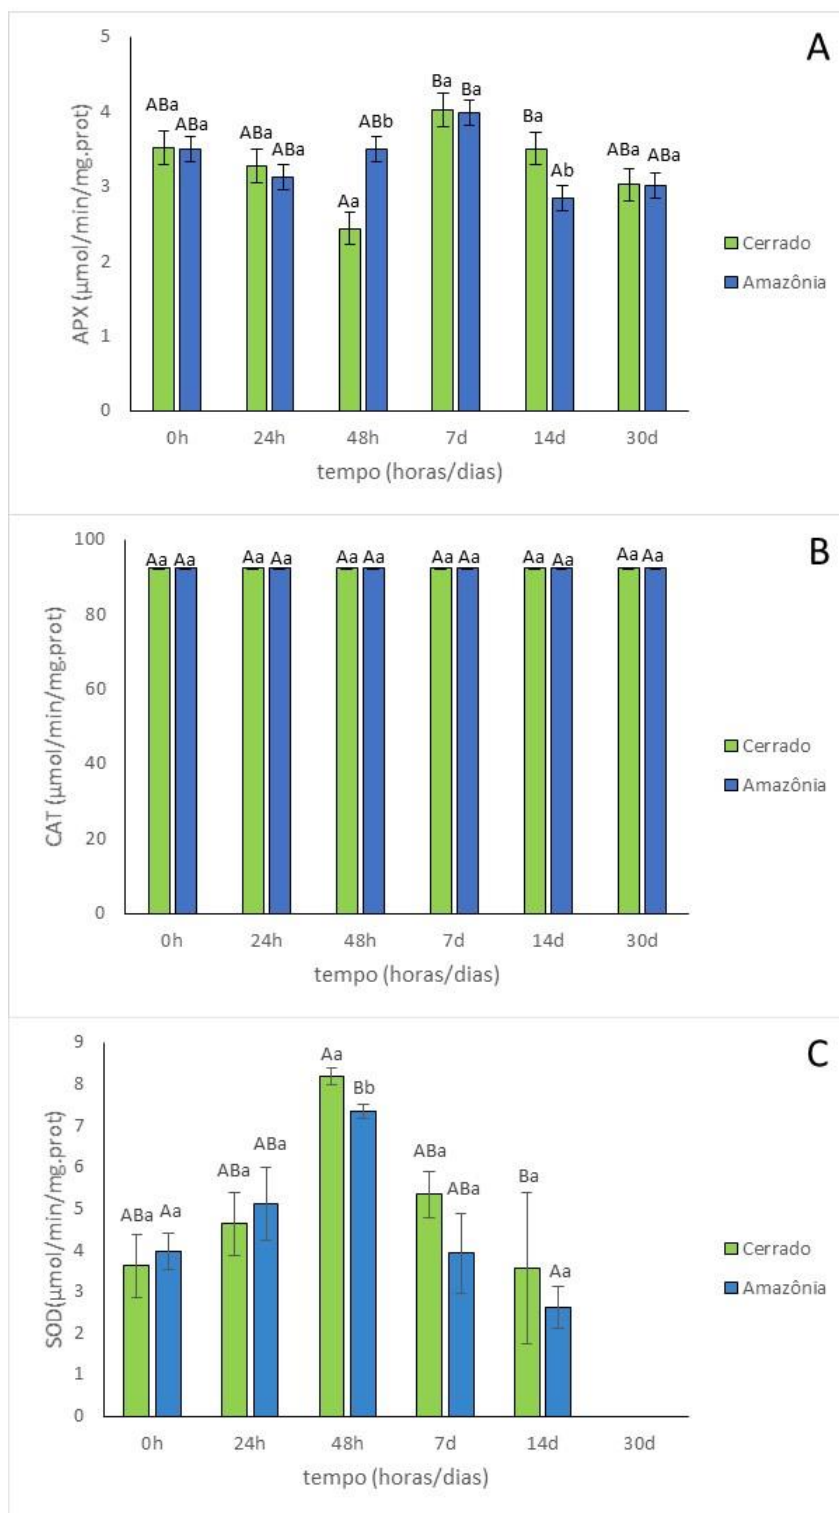 A
5
4
3
2
1
0
APX (µmol/min/mg.prot)
ABa ABa
ABa ABa
Aa ABb
Ba Ba
Ba Ab
ABa ABa
Cerrado
Amazônia
0h 24h 48h 7d 14d 30d
tempo (horas/dias)
B
100
80
60
40
20
0
CAT (µmol/min/mg.prot)
Aa Aa Aa Aa Aa Aa Aa Aa Aa Aa Aa Aa
Cerrado
Amazônia
0h 24h 48h 7d 14d 30d
tempo (horas/dias)
C
9
8
7
6
5
4
3
2
1
0
SOD(µmol/min/mg.prot)
ABa Aa
ABa ABa
Aa Bb
ABa ABa
Ba Aa
Cerrado
Amazônia
0h 24h 48h 7d 14d 30d
tempo (horas/dias)